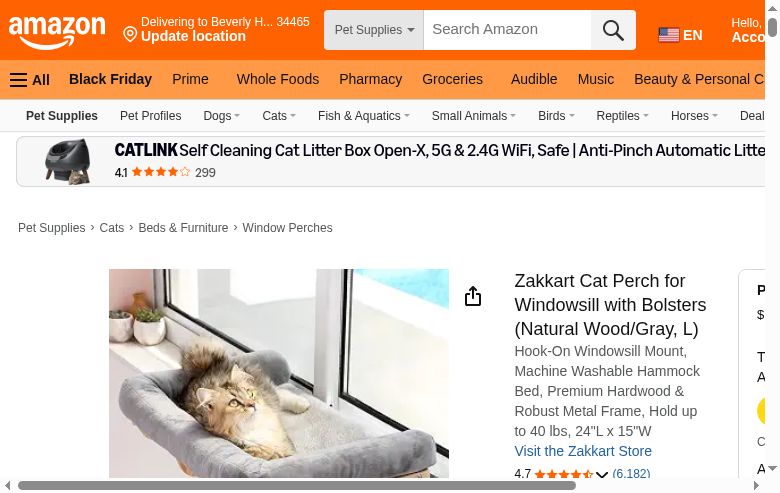 amazon
Delivering to Beverly H... 34465
Update location
Pet Supplies
Search Amazon
EN
Hello,
Acco
All
Black Friday
Prime
Whole Foods
Pharmacy
Groceries
Audible
Music
Beauty & Personal C
Pet Supplies
Pet Profiles
Dogs
Cats
Fish & Aquatics
Small Animals
Birds
Reptiles
Horses
Deal
CATLINK Self Cleaning Cat Litter Box Open-X, 5G & 2.4G WiFi, Safe | Anti-Pinch Automatic Litte
4.1
299
Pet Supplies › Cats › Beds & Furniture › Window Perches
Zakkart Cat Perch for
Windowsill with Bolsters
(Natural Wood/Gray, L)
Hook-On Windowsill Mount,
Machine Washable Hammock
Bed, Premium Hardwood &
Robust Metal Frame, Hold up
to 40 lbs, 24"L x 15"W
Visit the Zakkart Store
4.7
(6,182)
P
$
T
A
C
A